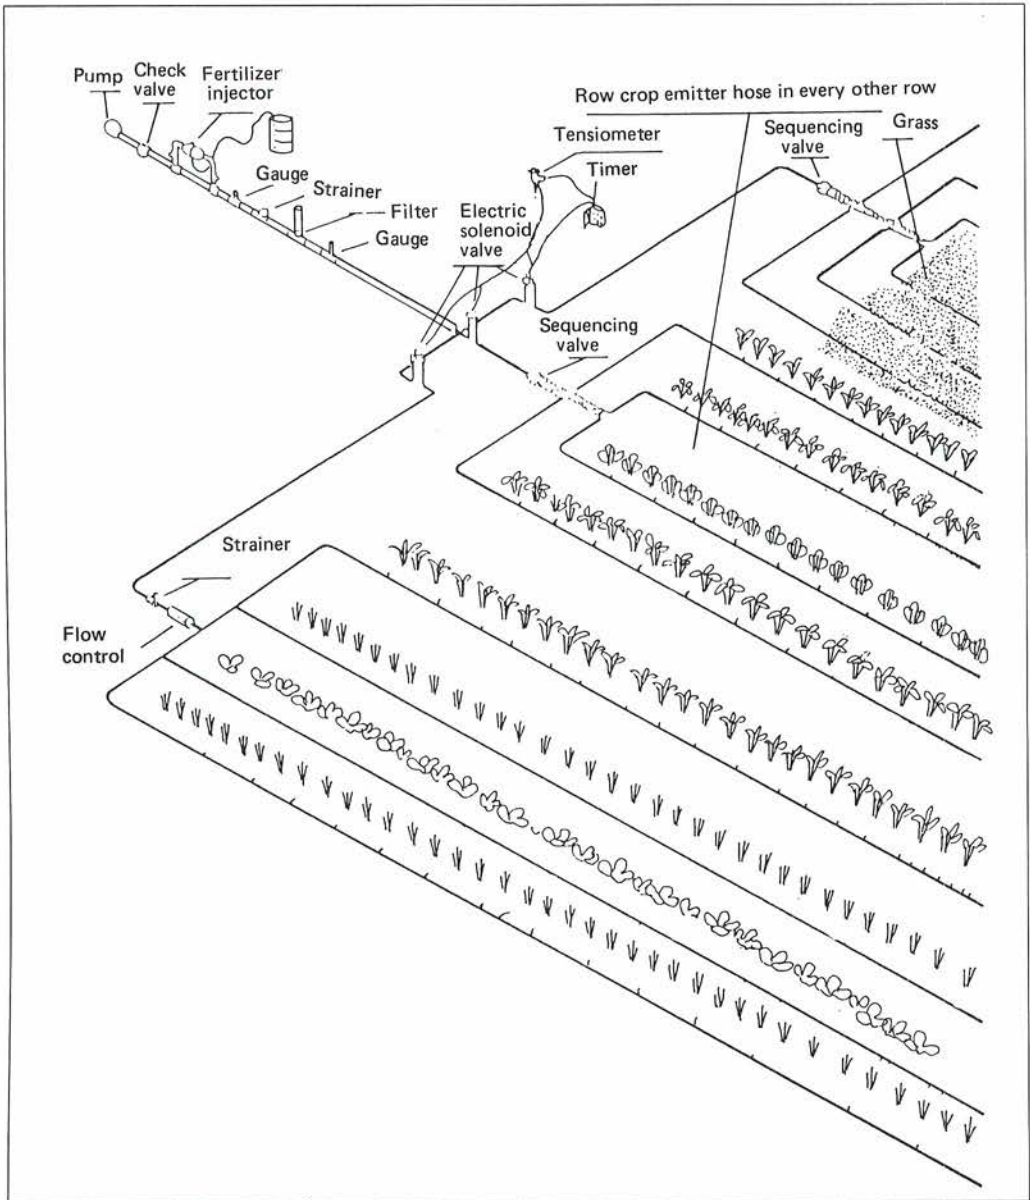 Pump
Check
valve
Fertilizer
injector
Gauge
Strainer
Filter
Gauge
Row crop emitter hose in every other row
Tensiometer
Timer
Sequencing
valve
Grass
Electric
solenoid
valve
Sequencing
valve
Strainer
Flow
control